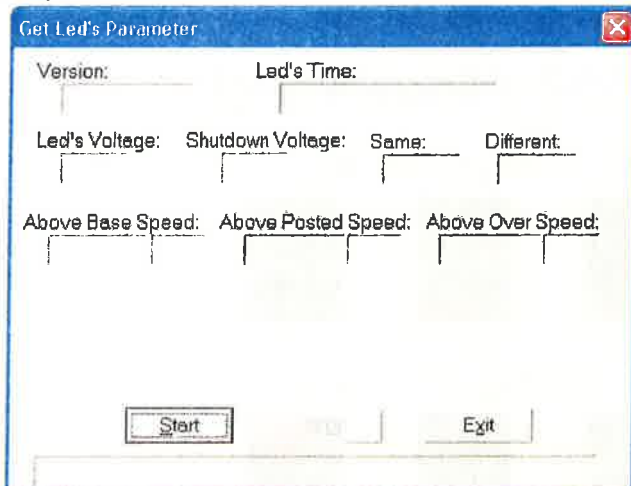 Get Led's Parameter
Version: Led's Time:
Led's Voltage: Shutdown Voltage: Same: Different:
Above Base Speed: Above Posted Speed: Above Over Speed:
Start Exit